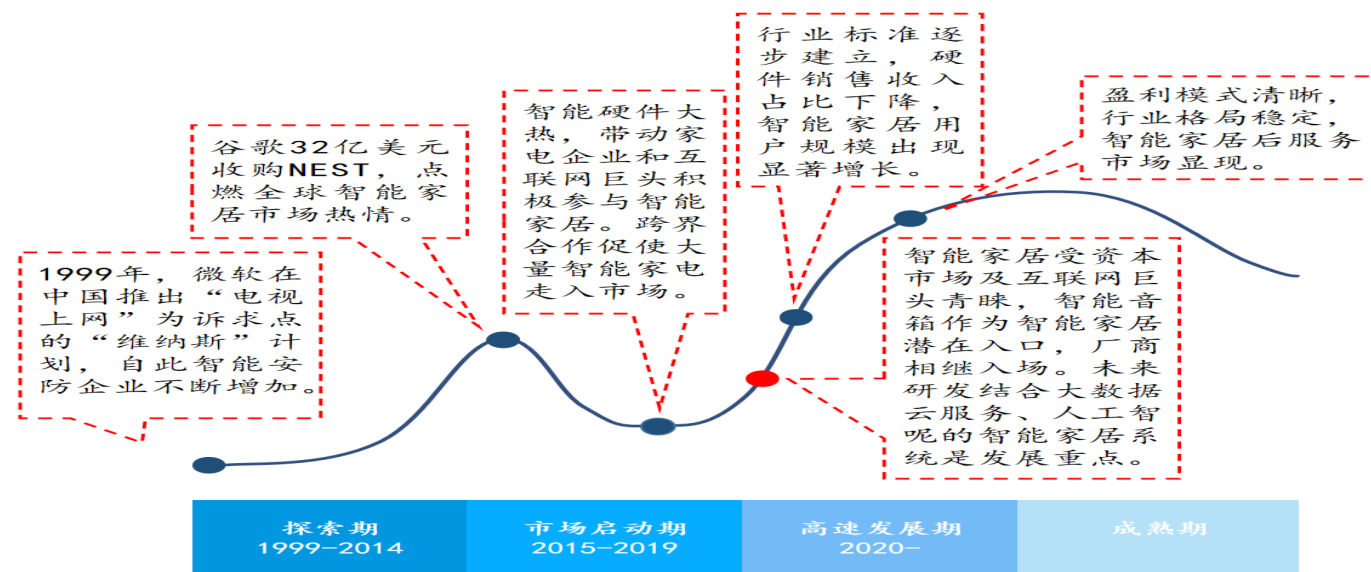 1999年，微软在
中国推出“电视
上网”为诉求点
的“维纳斯”计
划，自此智能安
防企业不断增加。
谷歌32亿美元
收购NEST，点
燃全球智能家
居市场热情。
智能硬件大
热，带动家
电企业和互
联网巨头积
极参与智能
家居。跨界
合作促使大
量智能家电
走入市场。
行业标准逐
步建立，硬
件销售收入
占比下降，
智能家居用
户规模出现
显著增长。
盈利模式清晰，
行业格局稳定，
智能家居后服务
市场显现。
智能家居受资本
市场及互联网巨
头青睐，智能音
箱作为智能家居
潜在入口，厂商
相继入场。未来
研发结合大数据
云服务、人工智
呢的智能家居系
统是发展重点。
探索期
1999-2014
市场启动期
2015-2019
高速发展期
2020-
成熟期